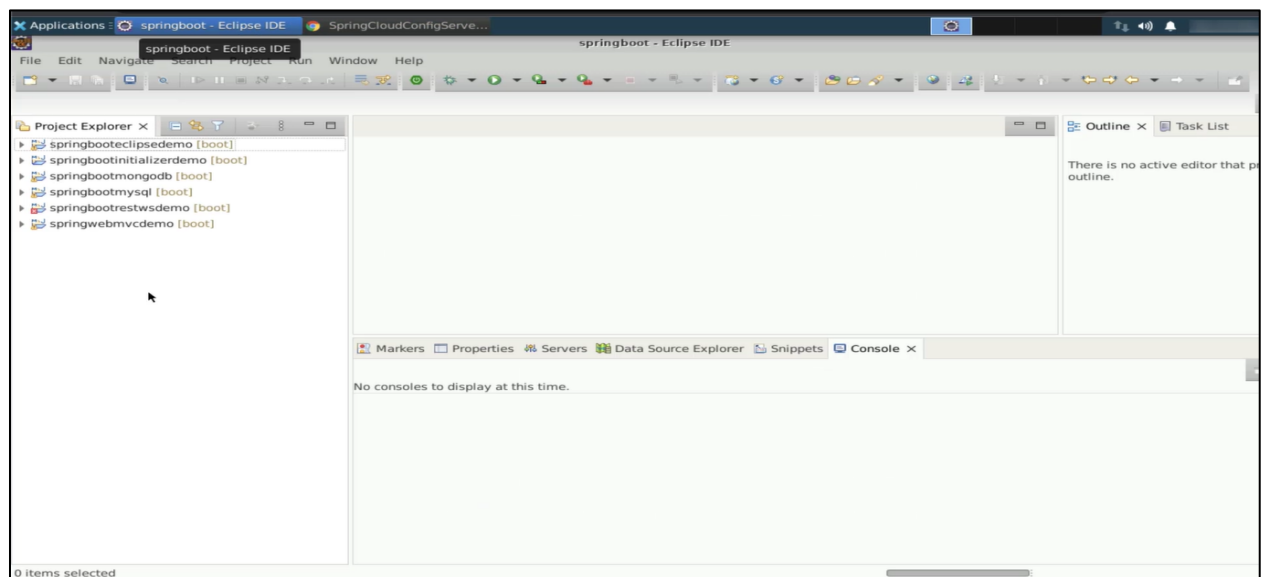 Applications springboot - Eclipse IDE SpringCloudConfigServe...
springboot - Eclipse IDE
springboot - Eclipse IDE
File Edit Navigate Search Project Run Window Help
Project Explorer
Outline Task List
springbooteclipsedemo [boot]
springbootinitializerdemo [boot]
springbootmongodb [boot]
springbootmysql [boot]
springbootrestwsdemo [boot]
springwebmvcdemo [boot]
There is no active editor that
outline.
Markers Properties Servers Data Source Explorer Snippets Console
No consoles to display at this time.
0 items selected